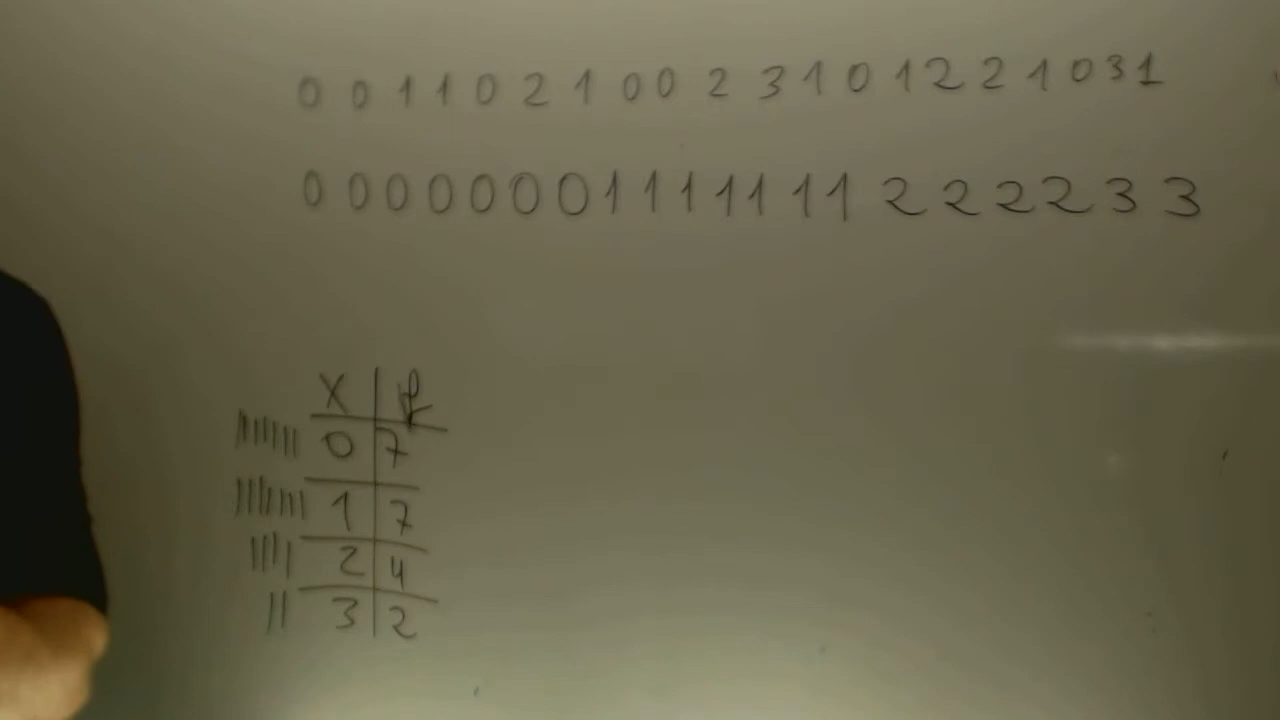 0 0 1 1 0 2 1 0 0 2 3 1 0 1 2 2 1 0 3 1
0 0 0 0 0 0 0 1 1 1 1 1 1 1 2 2 2 2 3 3
X f
0 7
1 7
2 4
3 2